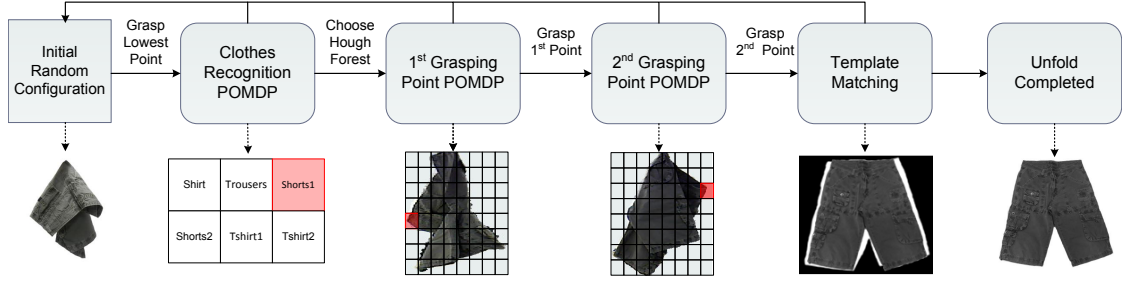 Initial
Random
Configuration
Grasp
Lowest
Point
Clothes
Recognition
POMDP
Choose
Hough
Forest
1st Grasping
Point POMDP
Grasp
1st Point
2nd Grasping
Point POMDP
Grasp
2nd Point
Template
Matching
Unfold
Completed
Shirt Trousers Shorts1
Shorts2 Tshirt1 Tshirt2